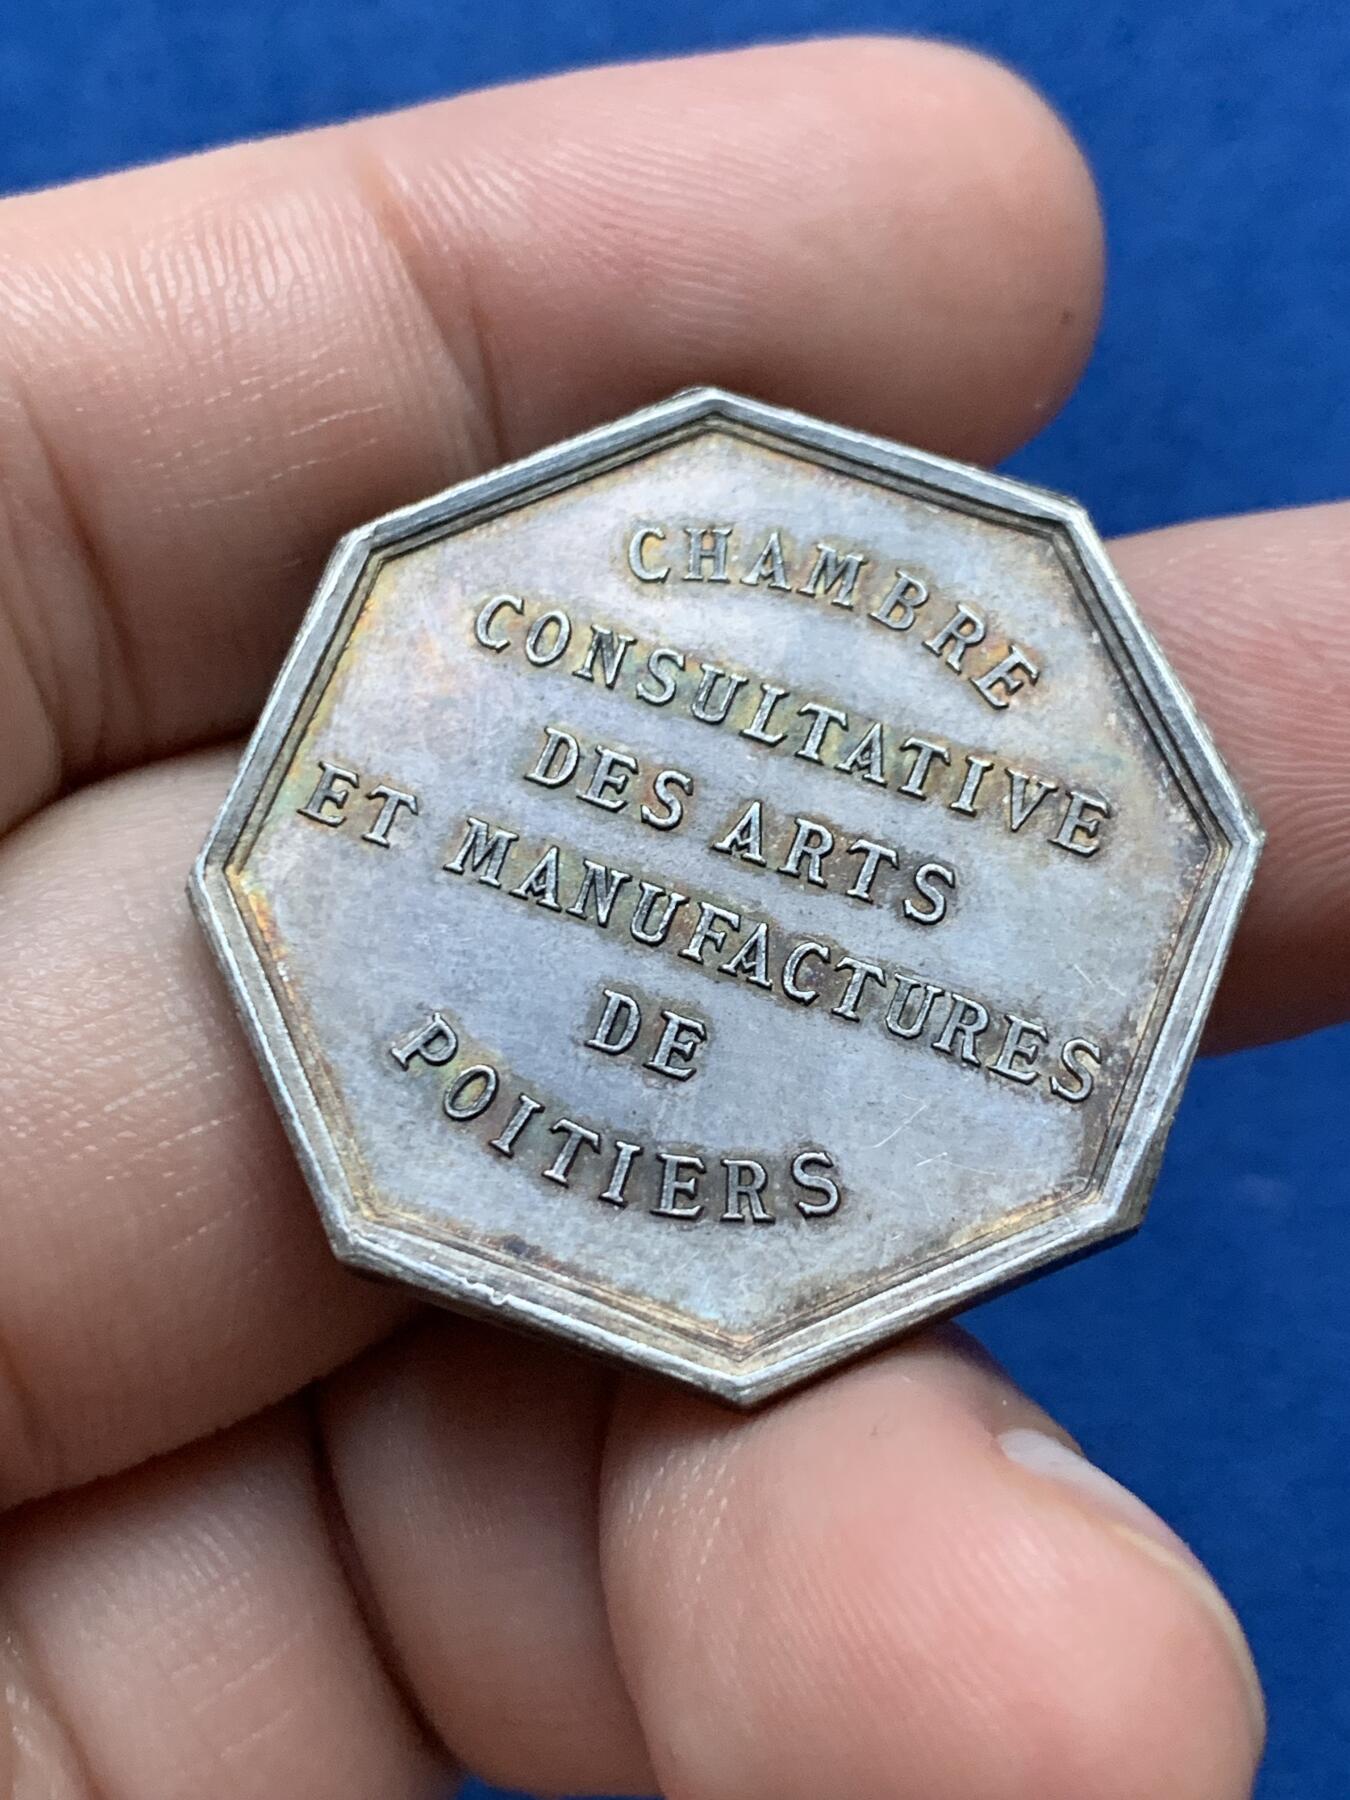 CHAMBRE
CONSULTATIVE
DES ARTS
ET MANUFACTURES
DE
POITIERS